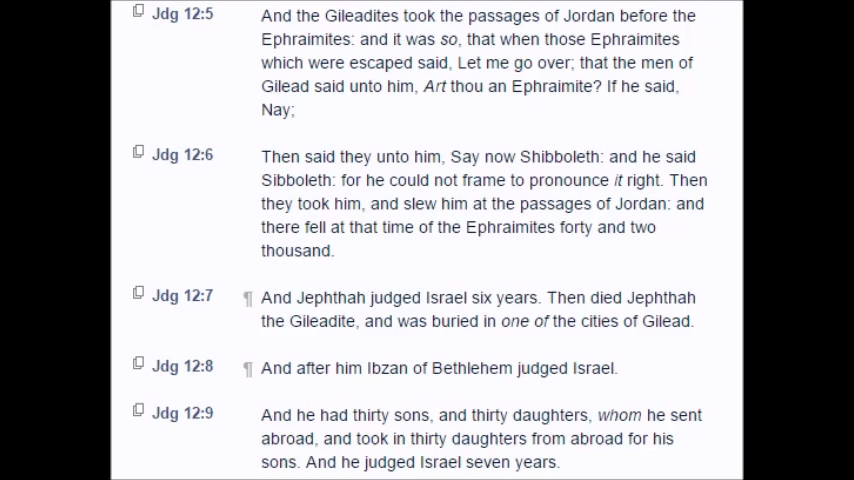 Jdg 12:5 And the Gileadites took the passages of Jordan before the
Ephraimites: and it was so, that when those Ephraimites
which were escaped said, Let me go over; that the men of
Gilead said unto him, Art thou an Ephraimite? If he said,
Nay;
Jdg 12:6 Then said they unto him, Say now Shibboleth: and he said
Sibboleth: for he could not frame to pronounce it right. Then
they took him, and slew him at the passages of Jordan: and
there fell at that time of the Ephraimites forty and two
thousand.
Jdg 12:7 ¶ And Jephthah judged Israel six years. Then died Jephthah
the Gileadite, and was buried in one of the cities of Gilead.
Jdg 12:8 ¶ And after him Ibzan of Bethlehem judged Israel.
Jdg 12:9 And he had thirty sons, and thirty daughters, whom he sent
abroad, and took in thirty daughters from abroad for his
sons. And he judged Israel seven years.